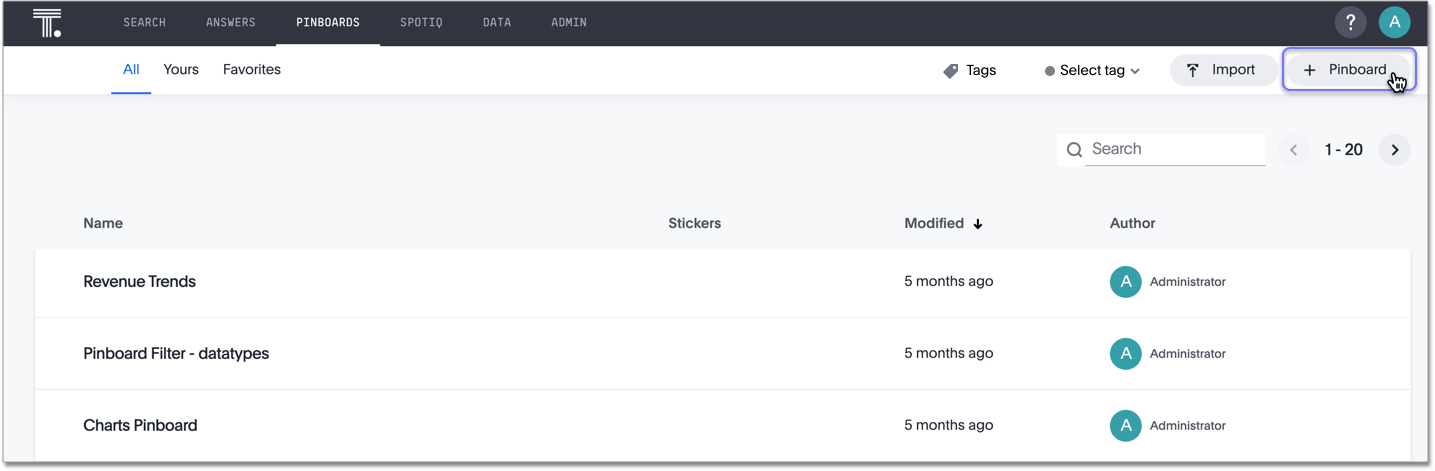 T. SEARCH ANSWERS PINBOARDS SPOTIQ DATA ADMIN ? A
All Yours Favorites Tags Select tag Import + Pinboard
Search 1 - 20
Name Stickers Modified Author
Revenue Trends 5 months ago A Administrator
Pinboard Filter - datatypes 5 months ago A Administrator
Charts Pinboard 5 months ago A Administrator